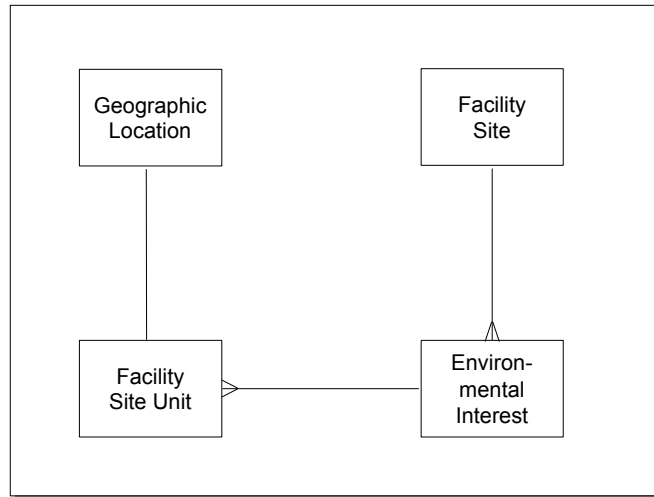 Geographic
Location
Facility
Site
Facility
Site Unit
Environ-
mental
Interest